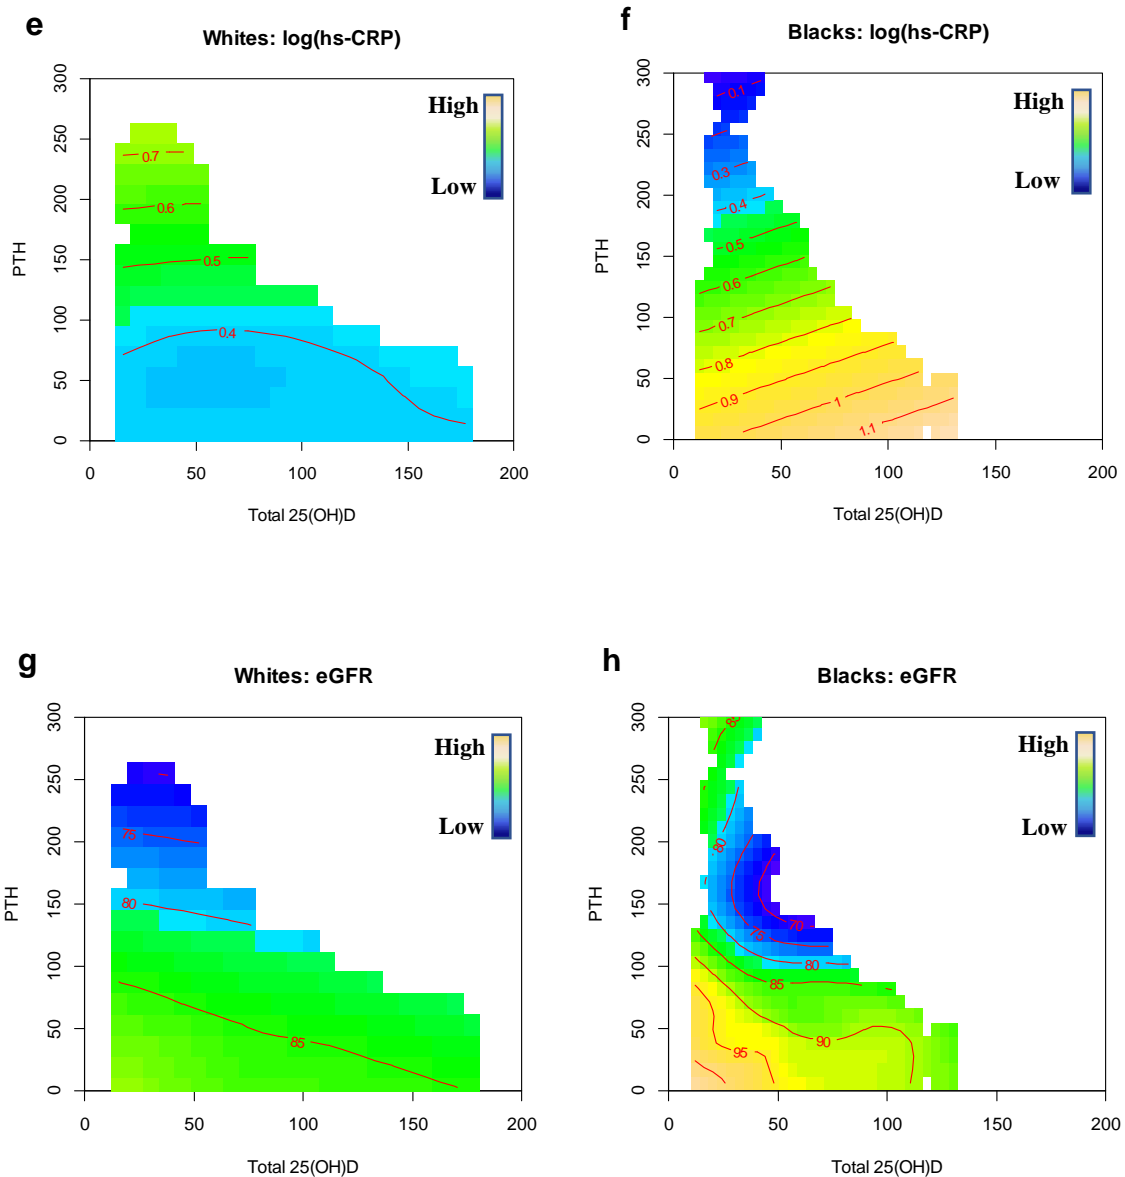 e
Whites: log(hs-CRP)
High
Low
300
250
200
150
100
50
0
PTH
0.7
0.6
0.5
0.4
0 50 100 150 200
Total 25(OH)D
f
Blacks: log(hs-CRP)
High
Low
300
250
200
150
100
50
0
PTH
0.1
0.3
0.4
0.5
0.6
0.7
0.8
0.9
1
1.1
0 50 100 150 200
Total 25(OH)D
g
Whites: eGFR
High
Low
300
250
200
150
100
50
0
PTH
75
80
85
0 50 100 150 200
Total 25(OH)D
h
Blacks: eGFR
High
Low
300
250
200
150
100
50
0
PTH
85
80
70
75
80
85
90
95
0 50 100 150 200
Total 25(OH)D